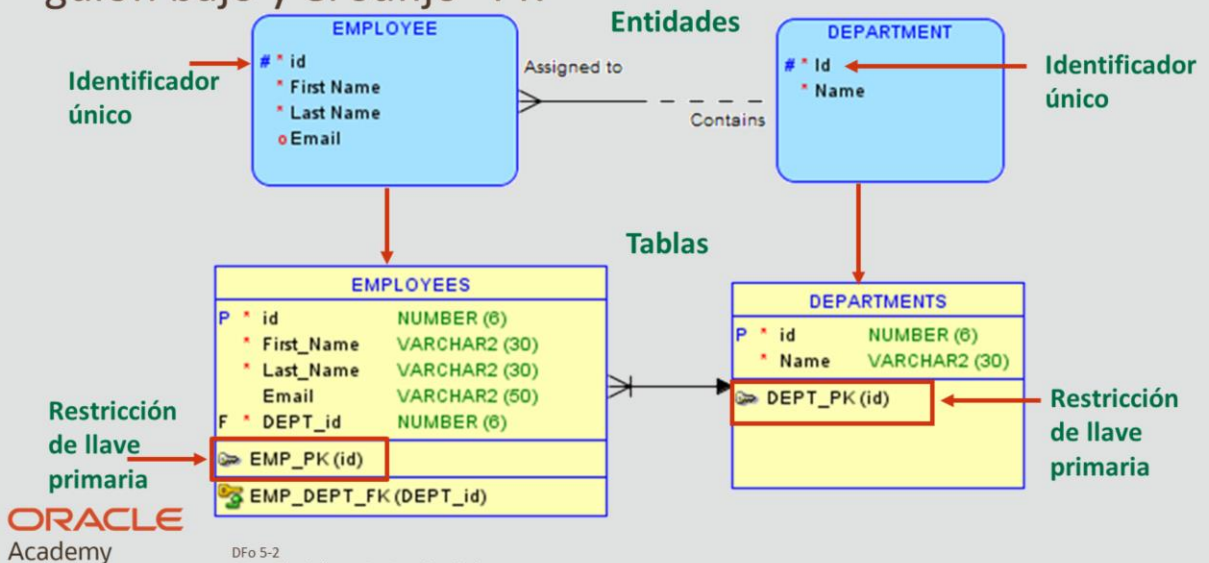 EMPLOYEE
# * id
* First Name
* Last Name
o Email
Identificador
único
Entidades
Assigned to
Contains
DEPARTMENT
# * Id
* Name
Identificador
único
Tablas
EMPLOYEES
P * id NUMBER (6)
* First_Name VARCHAR2 (30)
* Last_Name VARCHAR2 (30)
Email VARCHAR2 (50)
F * DEPT_id NUMBER (6)
EMP_PK (id)
EMP_DEPT_FK (DEPT_id)
Restricción
de llave
primaria
DEPARTMENTS
P * id NUMBER (6)
* Name VARCHAR2 (30)
DEPT_PK (id)
Restricción
de llave
primaria
ORACLE
Academy
DFo 5-2